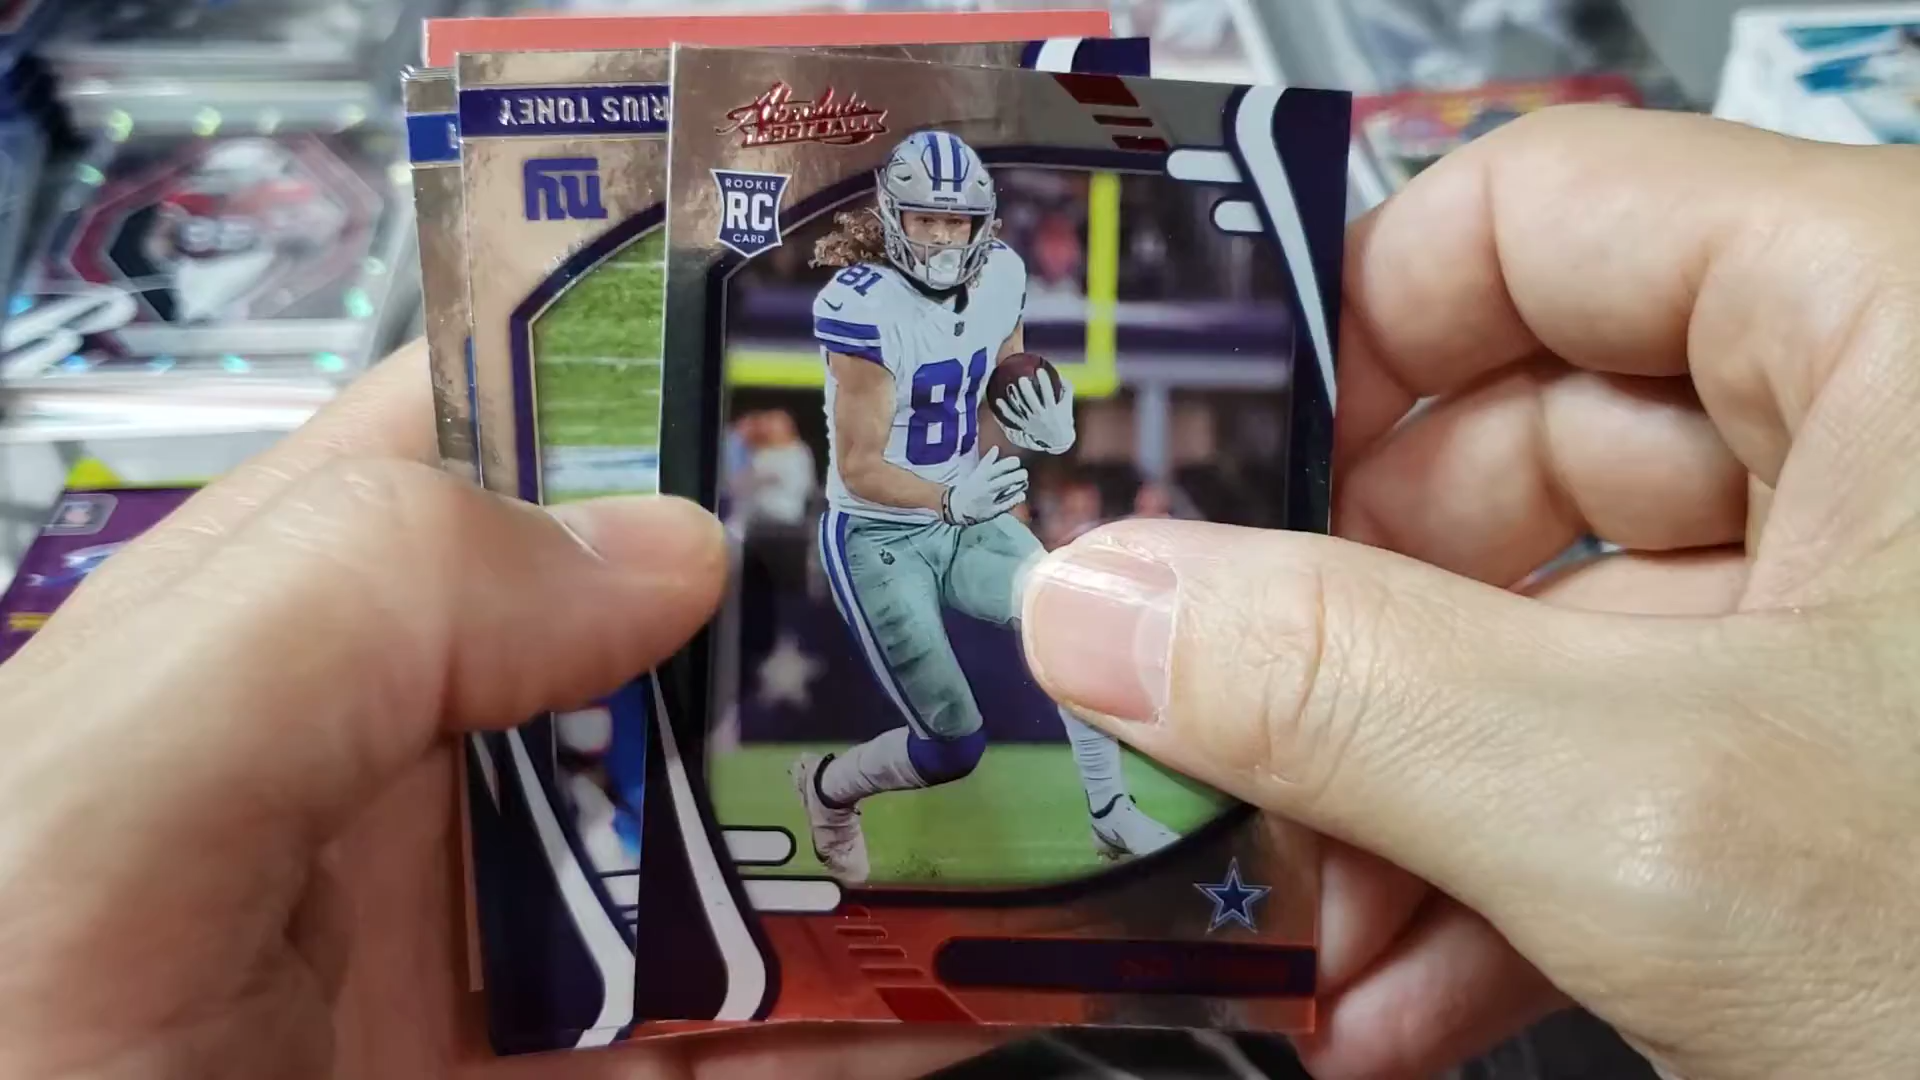 RIUS TONEY
ny
Absolute
FOOTBALL
ROOKIE
RC
CARD
81
81